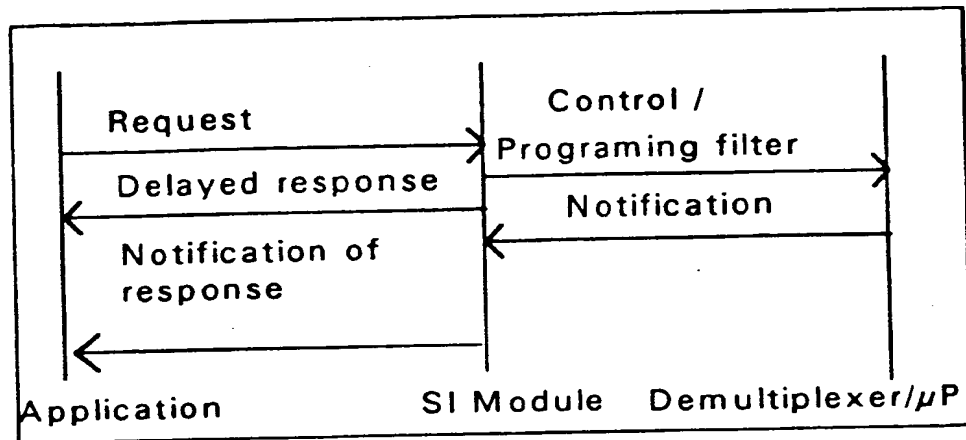 Request
Control /
Programing filter
Delayed response
Notification
Notification of
response
Application
SI Module
Demultiplexer/μP